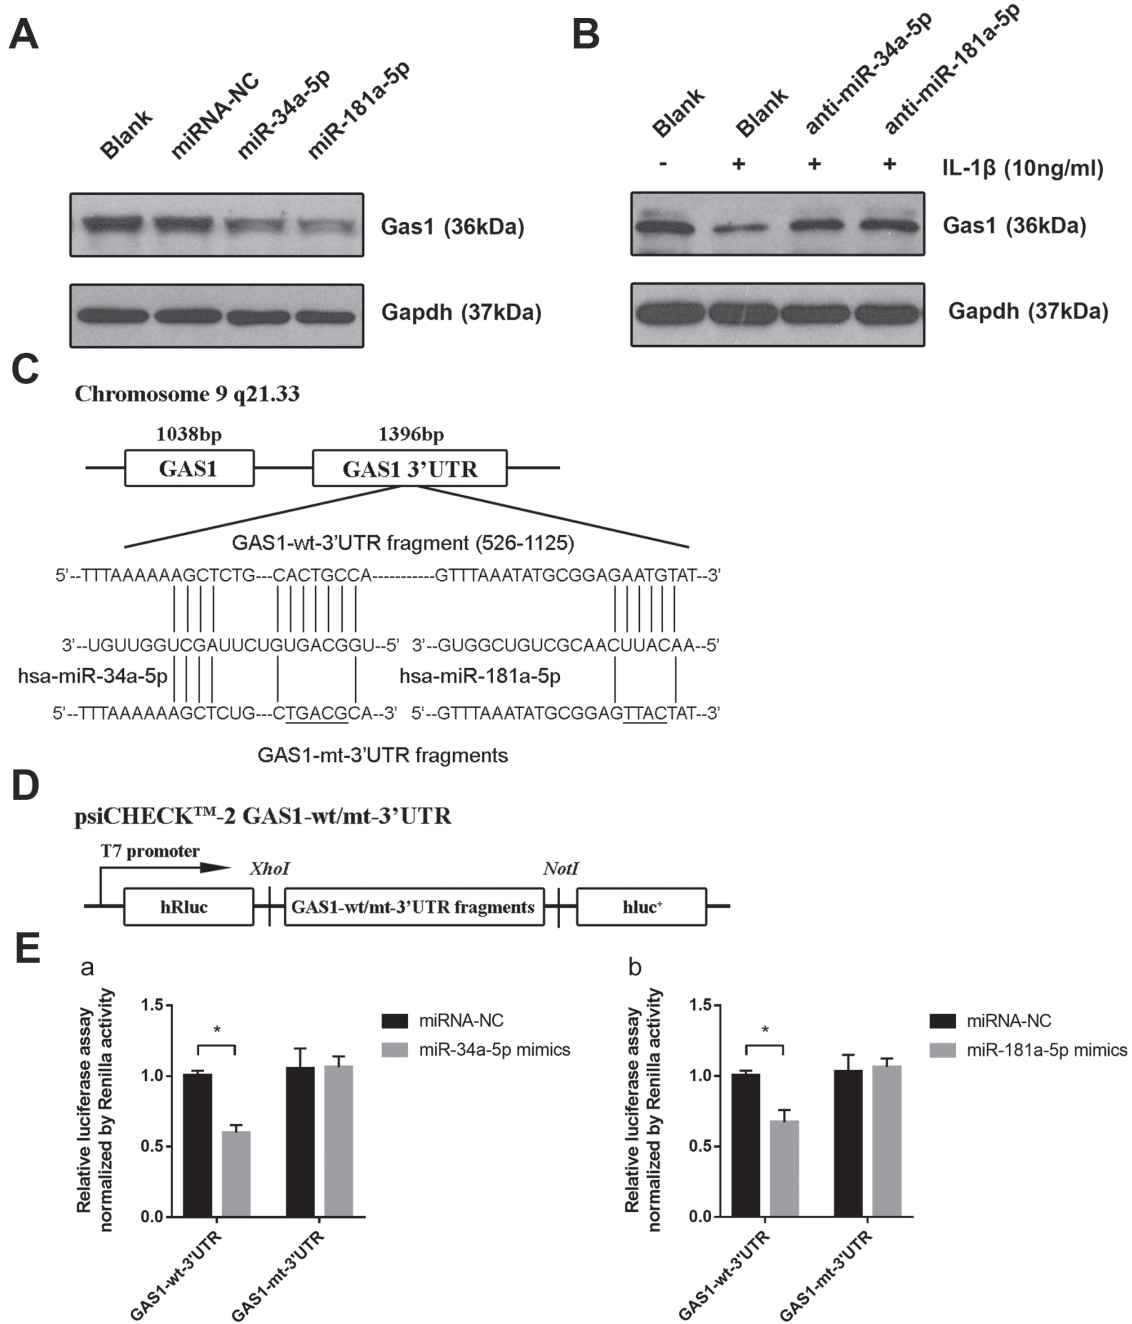 A
Blank
miRNA-NC
miR-34a-5p
miR-181a-5p
Gas1 (36kDa)
Gapdh (37kDa)
B
Blank
Blank
anti-miR-34a-5p
anti-miR-181a-5p
- + + + IL-1β (10ng/ml)
Gas1 (36kDa)
Gapdh (37kDa)
C
Chromosome 9 q21.33
1038bp 1396bp
GAS1 GAS1 3’UTR
GAS1-wt-3’UTR fragment (526-1125)
5’--TTTAAAAAAGCTCTG---CACTGCCA-----------GTTTAAATATGCGGAGAATGTAT--3’
3’--UGUUGGUCGAUUCUGUGACGGU--5’ 3’--GUGGCUGUCGCAACUUACAA--5’
hsa-miR-34a-5p hsa-miR-181a-5p
5’--TTTAAAAAAGCTCUG---CTGACGCA--3’ 5’--GTTTAAATATGCGGAGTTACTAT--3’
GAS1-mt-3’UTR fragments
D
psiCHECK™-2 GAS1-wt/mt-3’UTR
T7 promoter
XhoI NotI
hRluc GAS1-wt/mt-3’UTR fragments hluc⁺
E
a
Relative luciferase assay
normalized by Renilla activity
1.5
1.0
0.5
0.0
*
miRNA-NC
miR-34a-5p mimics
GAS1-wt-3'UTR
GAS1-mt-3'UTR
b
Relative luciferase assay
normalized by Renilla activity
1.5
1.0
0.5
0.0
*
miRNA-NC
miR-181a-5p mimics
GAS1-wt-3'UTR
GAS1-mt-3'UTR